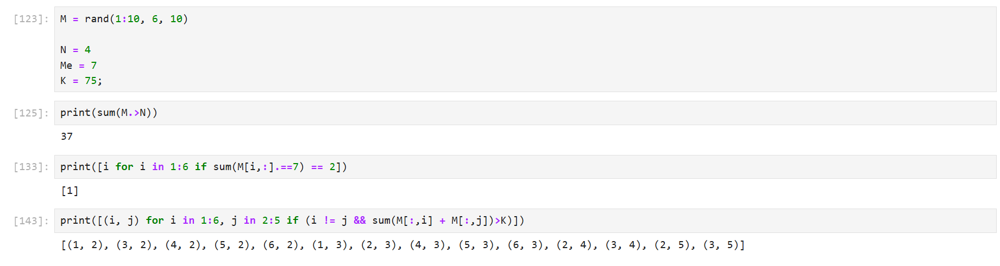 [123]: M = rand(1:10, 6, 10)
N = 4
Me = 7
K = 75;
[125]: print(sum(M.>N))
37
[133]: print([i for i in 1:6 if sum(M[i,:].==7) == 2])
[1]
[143]: print([(i, j) for i in 1:6, j in 2:5 if (i != j && sum(M[:,i] + M[:,j])>K)])
[(1, 2), (3, 2), (4, 2), (5, 2), (6, 2), (1, 3), (2, 3), (4, 3), (5, 3), (6, 3), (2, 4), (3, 4), (2, 5), (3, 5)]